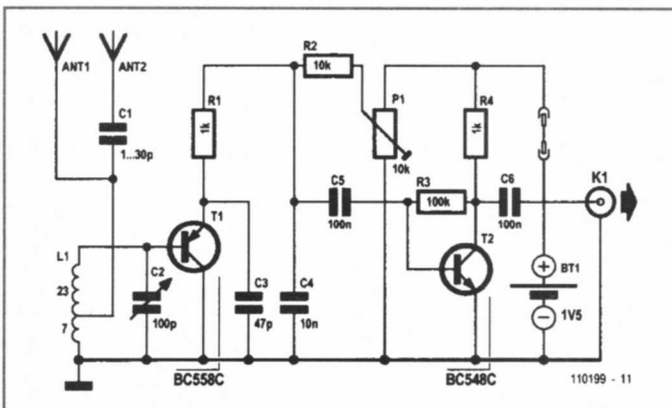 ANT1
ANT2
C1
1...30p
R1
1k
R2
10k
P1
10k
R4
1k
C5
100n
R3
100k
C6
100n
K1
T1
T2
L1
23
7
C2
100p
C3
47p
C4
10n
BT1
1V5
BC558C
BC548C
110199 - 11